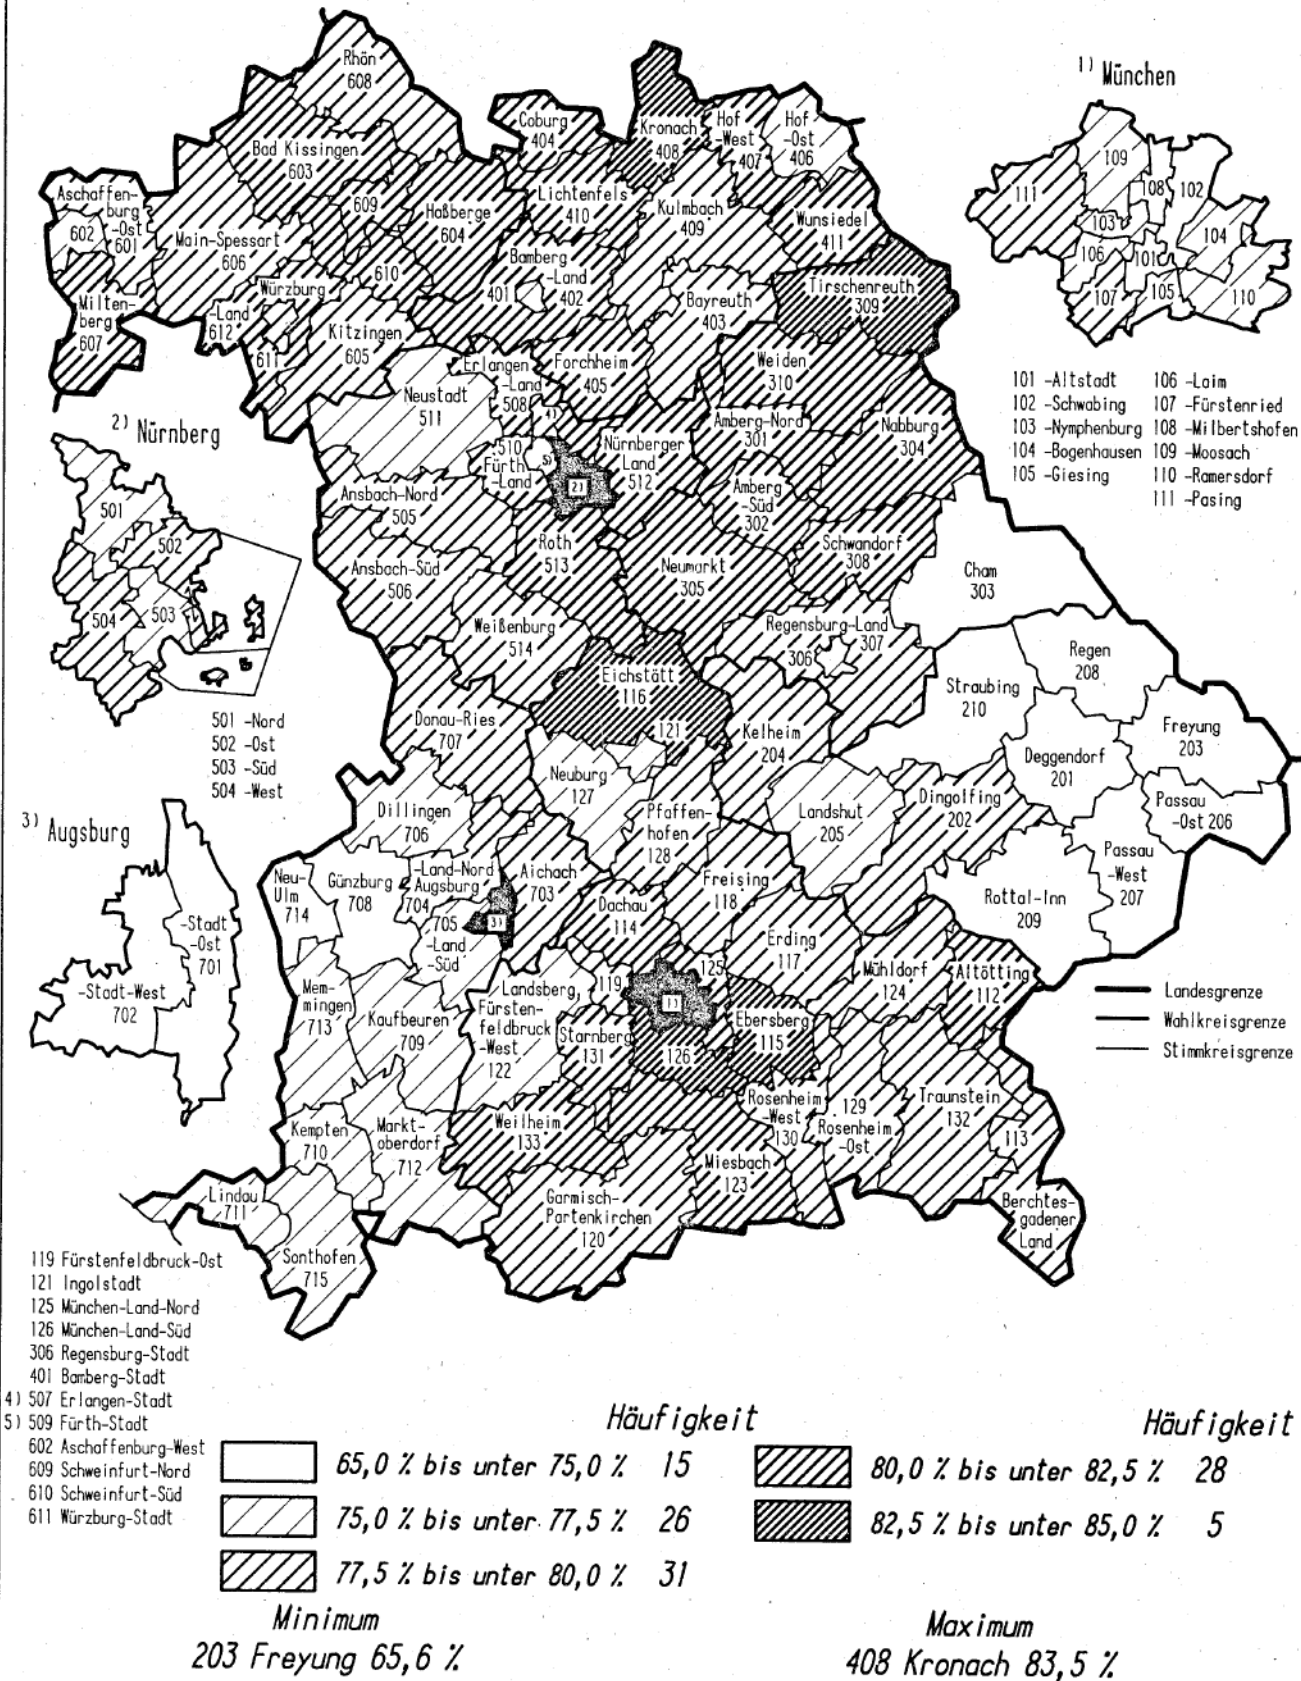 Rhön
608
1) München
Coburg
404
Kronach
408
Hof
-West
407
Hof
-Ost
406
Bad Kissingen
603
109
111
108
102
103
104
106
101
107
105
110
Aschaffen-
burg
-Ost
601
602
609
Haßberge
604
Lichtenfels
410
Kulmbach
409
Wunsiedel
411
Main-Spessart
606
610
Bamberg
-Land
401
402
Tirschenreuth
309
Milten-
berg
607
Würzburg
-Land
612
611
Kitzingen
605
Bayreuth
403
Erlangen
-Land
508
Forchheim
405
Weiden
310
101 -Altstadt
102 -Schwabing
103 -Nymphenburg
104 -Bogenhausen
105 -Giesing
106 -Laim
107 -Fürstenried
108 -Milbertshofen
109 -Moosach
110 -Ramersdorf
111 -Pasing
2) Nürnberg
Neustadt
511
4)
510
Fürth
-Land
5)
2)
Nürnberger
Land
512
Amberg-Nord
301
Nabburg
304
501
502
503
504
Ansbach-Nord
505
Amberg
-Süd
302
Ansbach-Süd
506
Roth
513
Neumarkt
305
Schwandorf
308
Cham
303
Weißenburg
514
Regensburg-Land
306
307
Regen
208
Eichstätt
116
Straubing
210
501 -Nord
502 -Ost
503 -Süd
504 -West
Donau-Ries
707
121
Kelheim
204
Freyung
203
Deggendorf
201
3) Augsburg
Neuburg
127
Dillingen
706
Pfaffen-
hofen
128
Landshut
205
Dingolfing
202
Passau
-Ost 206
Neu-
Ulm
714
Günzburg
708
-Land-Nord
Augsburg
704
705
-Land
-Süd
3)
Aichach
703
Freising
118
Passau
-West
207
Rottal-Inn
209
-Stadt
-Ost
701
-Stadt-West
702
Dachau
114
Erding
117
Mühldorf
124
Altötting
112
Mem-
mingen
713
Kaufbeuren
709
Landsberg,
Fürsten-
feldbruck
-West
122
119
125
1)
Starnberg
131
126
Ebersberg
115
Landesgrenze
Wahlkreisgrenze
Stimmkreisgrenze
Kempten
710
Markt-
oberdorf
712
Weilheim
133
Rosenheim
-West
130
129
Rosenheim
-Ost
Traunstein
132
113
Miesbach
123
Lindau
711
Garmisch-
Partenkirchen
120
Berchtes-
gadener
Land
Sonthofen
715
119 Fürstenfeldbruck-Ost
121 Ingolstadt
125 München-Land-Nord
126 München-Land-Süd
306 Regensburg-Stadt
401 Bamberg-Stadt
4) 507 Erlangen-Stadt
5) 509 Fürth-Stadt
602 Aschaffenburg-West
609 Schweinfurt-Nord
610 Schweinfurt-Süd
611 Würzburg-Stadt
Häufigkeit
65,0 % bis unter 75,0 % 15
75,0 % bis unter 77,5 % 26
77,5 % bis unter 80,0 % 31
Häufigkeit
80,0 % bis unter 82,5 % 28
82,5 % bis unter 85,0 % 5
Minimum
203 Freyung 65,6 %
Maximum
408 Kronach 83,5 %